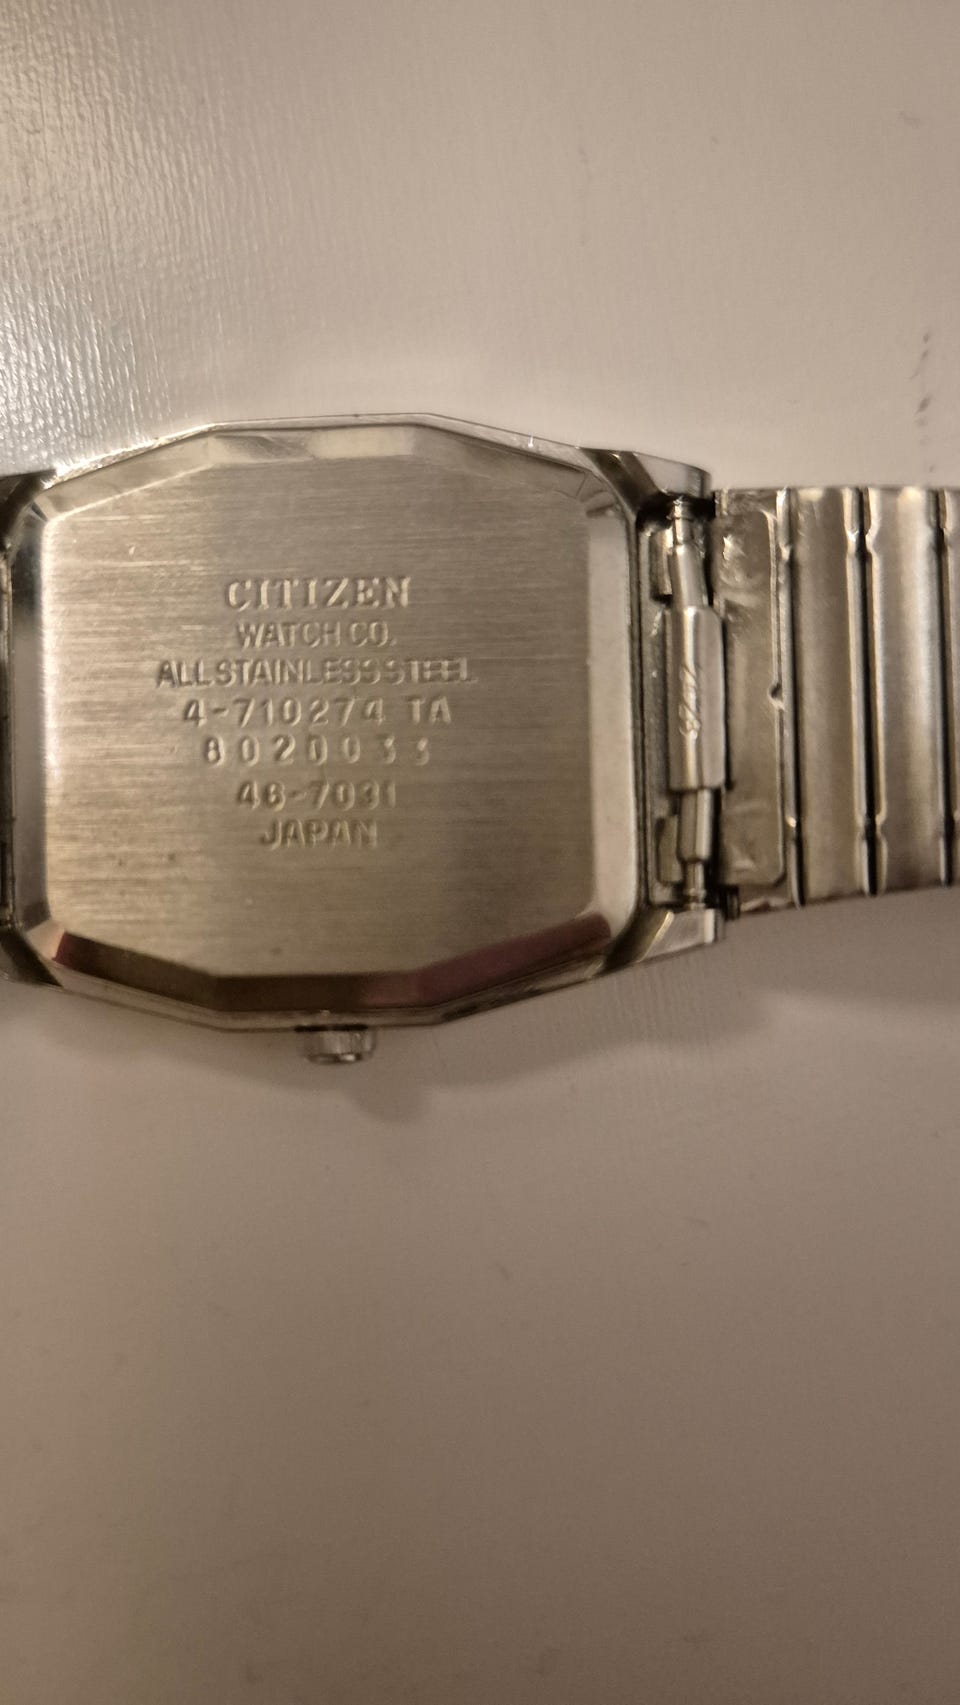 CITIZEN
WATCH CO.
ALL STAINLESS STEEL
4-710274 TA
8020033
46-7031
JAPAN